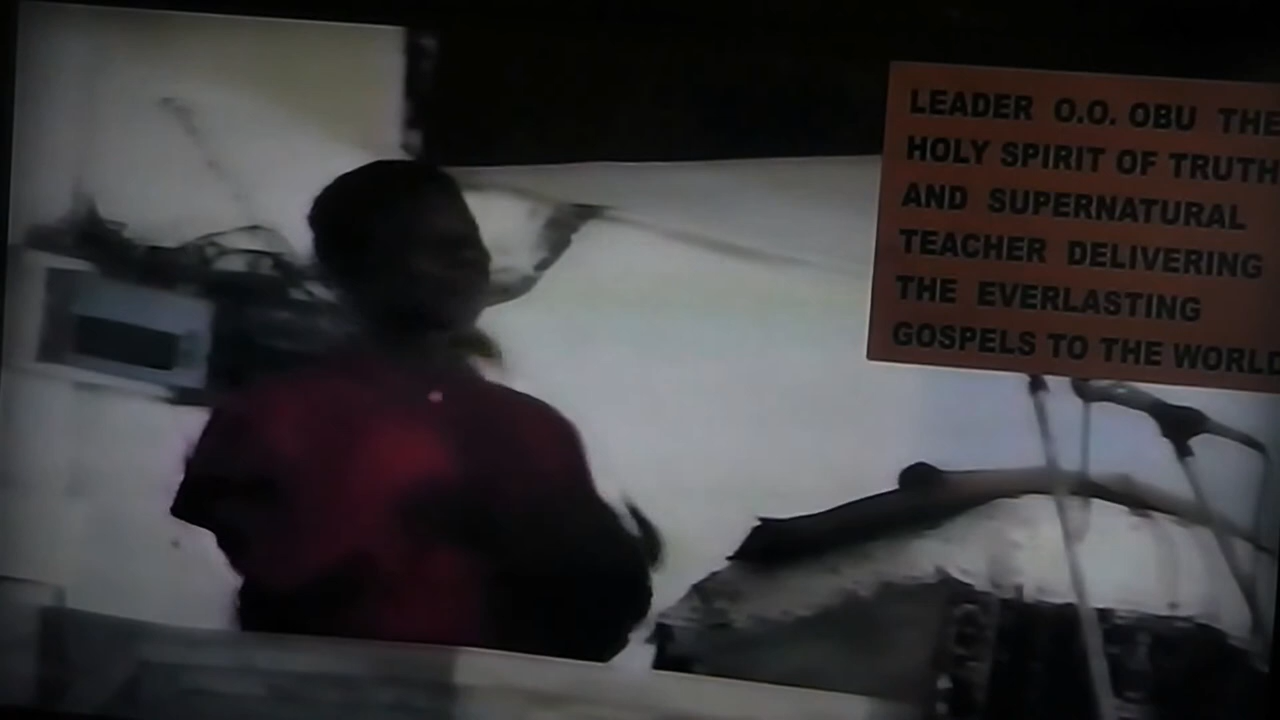 LEADER O.O. OBU THE
HOLY SPIRIT OF TRUTH
AND SUPERNATURAL
TEACHER DELIVERING
THE EVERLASTING
GOSPELS TO THE WORLD